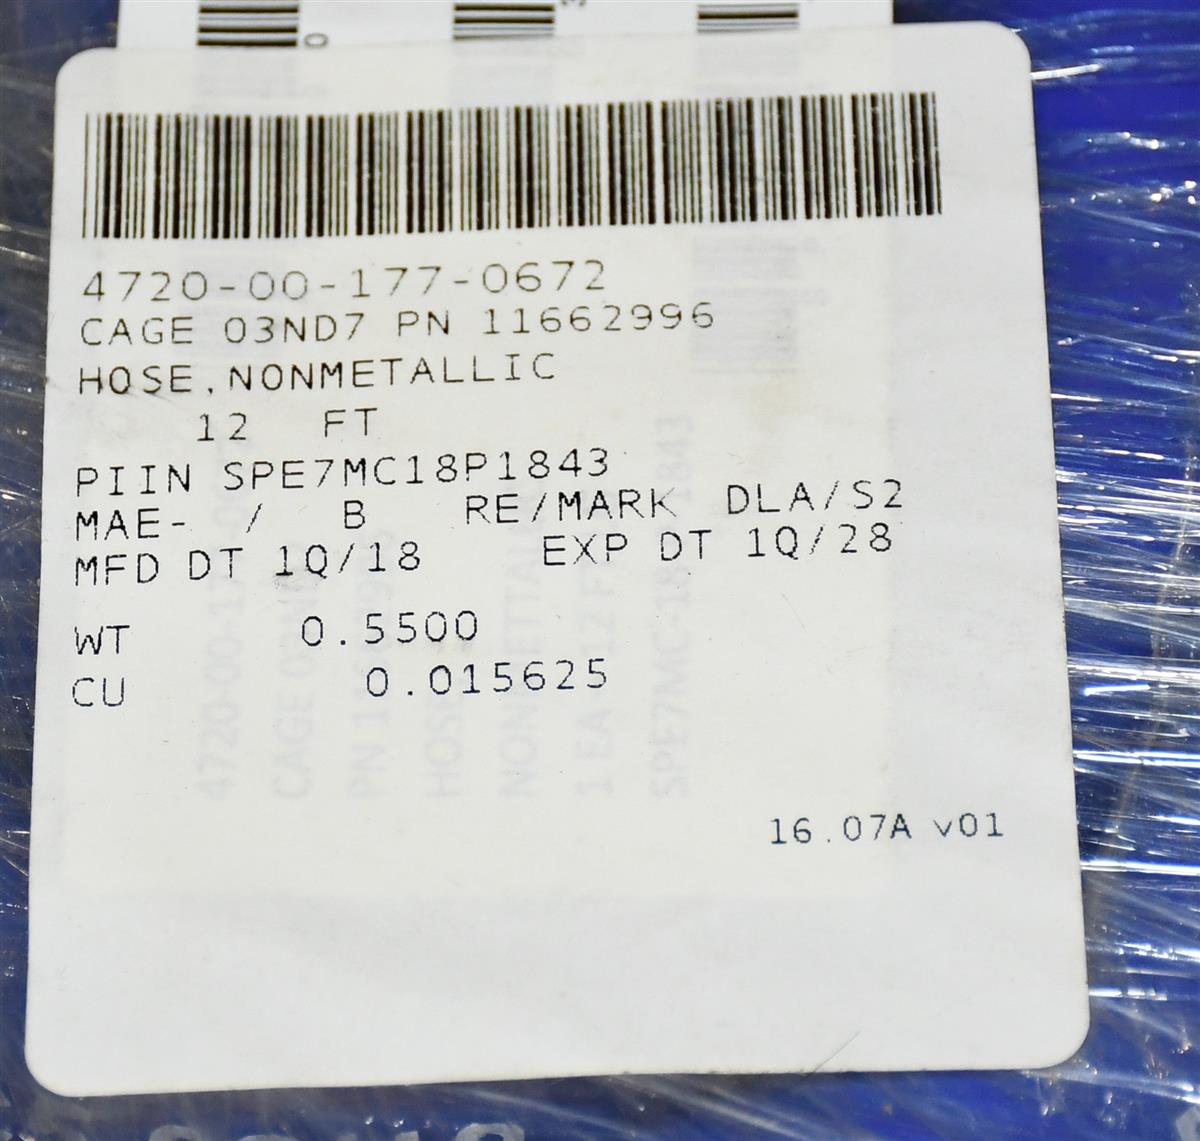 4720-00-177-0672
CAGE 03ND7 PN 11662996
HOSE,NONMETALLIC
12 FT
PIIN SPE7MC18P1843
MAE- / B RE/MARK DLA/S2
MFD DT 1Q/18 EXP DT 1Q/28
WT 0.5500
CU 0.015625
16.07A v01